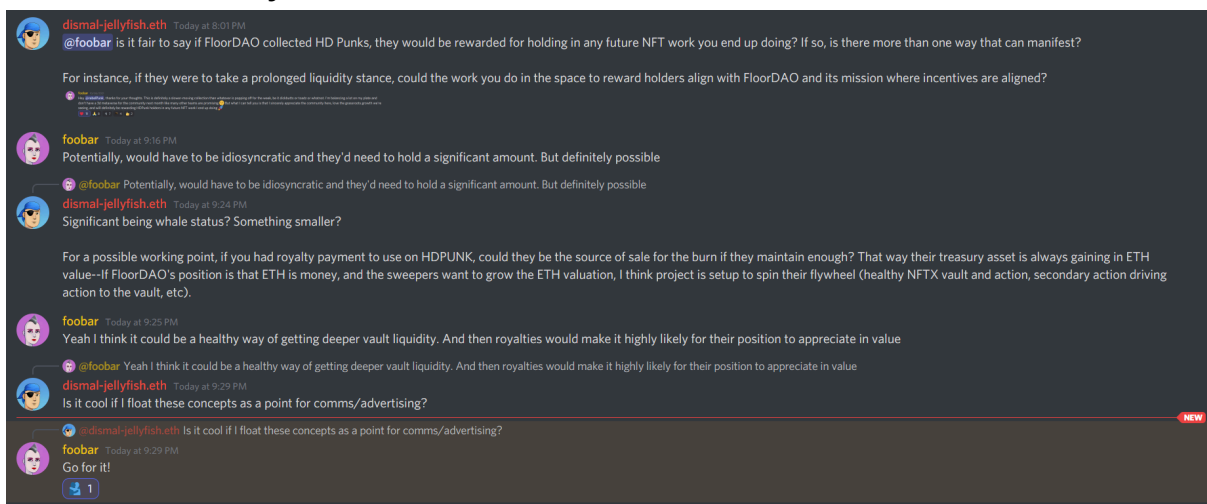 dismal-jellyfish.eth Today at 8:01 PM
@foobar is it fair to say if FloorDAO collected HD Punks, they would be rewarded for holding in any future NFT work you end up doing? If so, is there more than one way that can manifest?
For instance, if they were to take a prolonged liquidity stance, could the work you do in the space to reward holders align with FloorDAO and its mission where incentives are aligned?
foobar Today at 9:16 PM
Potentially, would have to be idiosyncratic and they'd need to hold a significant amount. But definitely possible
@foobar Potentially, would have to be idiosyncratic and they'd need to hold a significant amount. But definitely possible
dismal-jellyfish.eth Today at 9:24 PM
Significant being whale status? Something smaller?
For a possible working point, if you had royalty payment to use on HDPUNK, could they be the source of sale for the burn if they maintain enough? That way their treasury asset is always gaining in ETH
value--If FloorDAO's position is that ETH is money, and the sweepers want to grow the ETH valuation, I think project is setup to spin their flywheel (healthy NFTX vault and action, secondary action driving
action to the vault, etc).
foobar Today at 9:25 PM
Yeah I think it could be a healthy way of getting deeper vault liquidity. And then royalties would make it highly likely for their position to appreciate in value
@foobar Yeah I think it could be a healthy way of getting deeper vault liquidity. And then royalties would make it highly likely for their position to appreciate in value
dismal-jellyfish.eth Today at 9:29 PM
Is it cool if I float these concepts as a point for comms/advertising?
NEW
@dismal-jellyfish.eth Is it cool if I float these concepts as a point for comms/advertising?
foobar Today at 9:29 PM
Go for it!
1